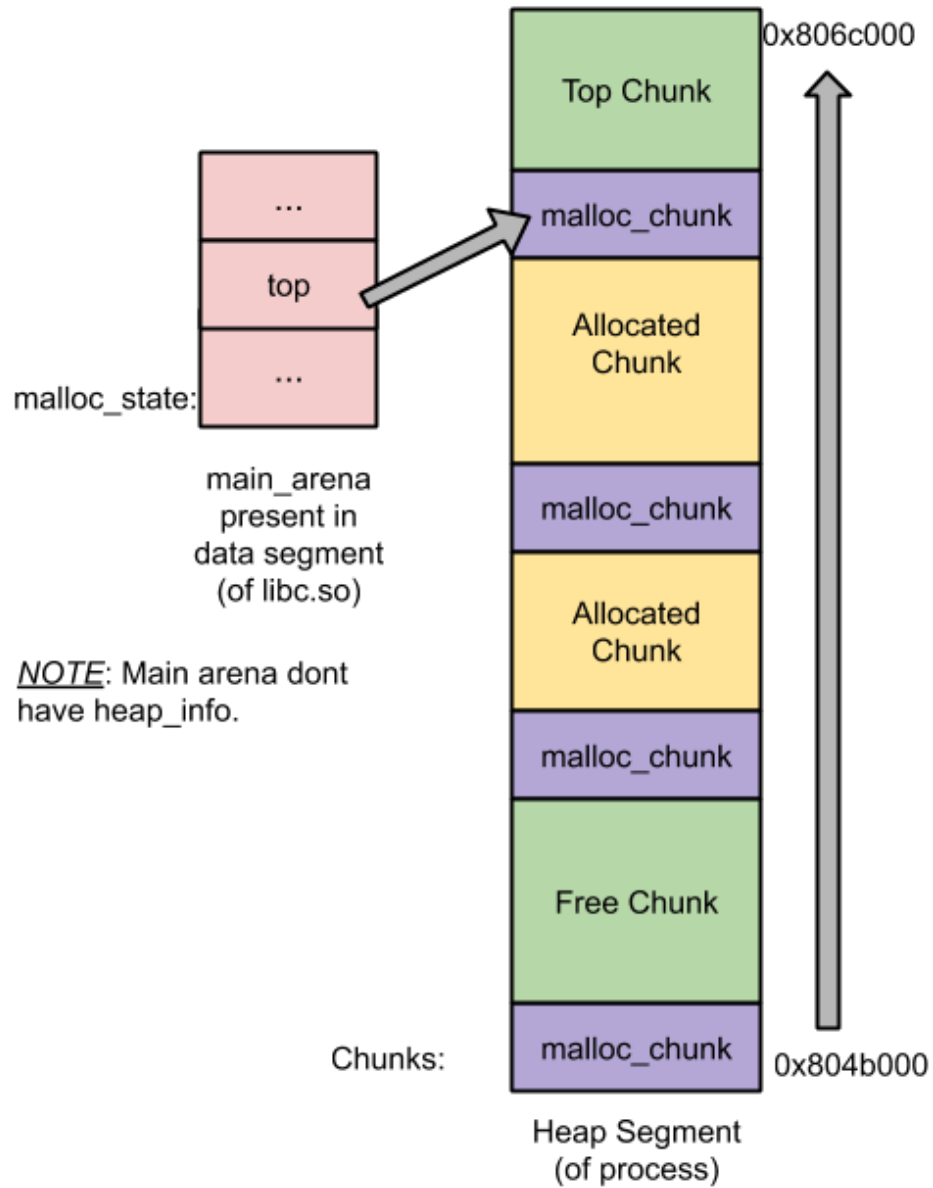 0x806c000
Top Chunk
...
malloc_chunk
top
Allocated
Chunk
...
malloc_state:
main_arena
present in
data segment
(of libc.so)
malloc_chunk
Allocated
Chunk
NOTE: Main arena dont
have heap_info.
malloc_chunk
Free Chunk
Chunks:
malloc_chunk
0x804b000
Heap Segment
(of process)